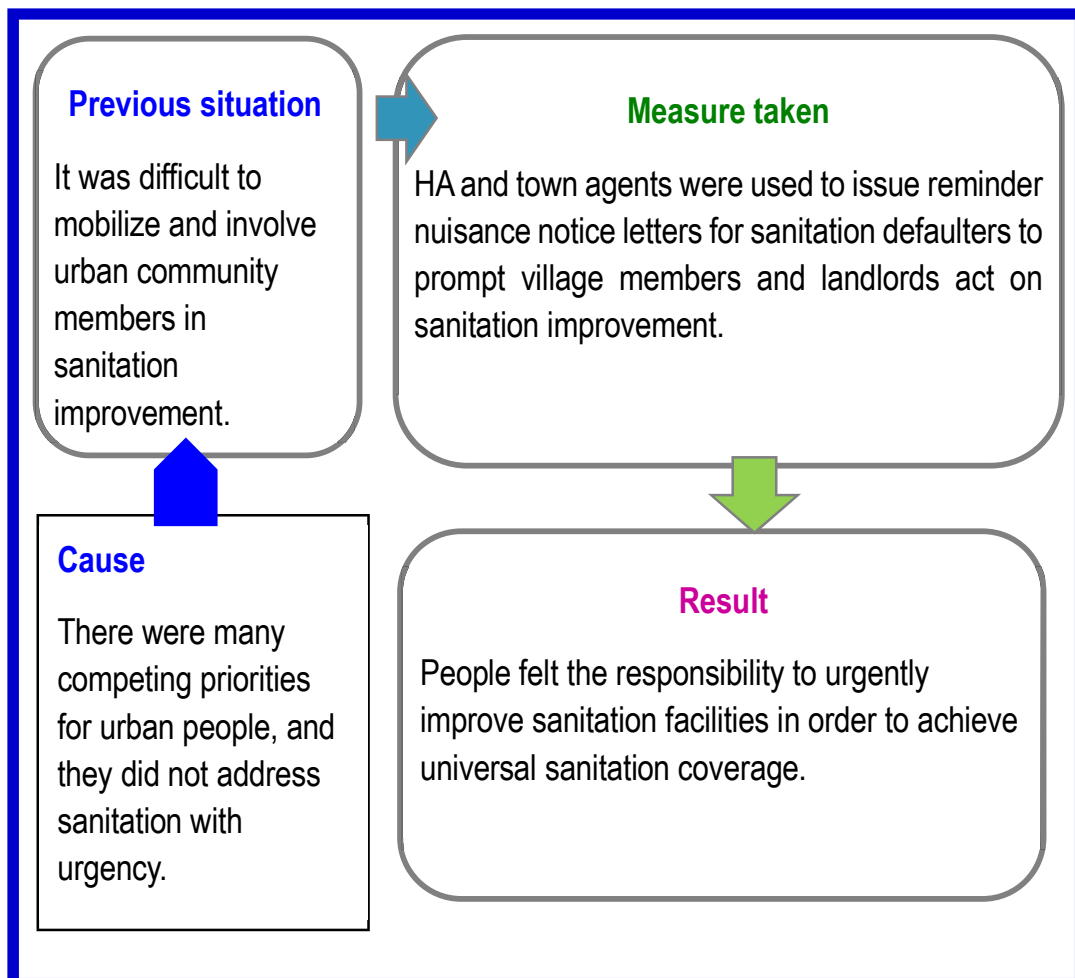 Previous situation
It was difficult to
mobilize and involve
urban community
members in
sanitation
improvement.
Measure taken
HA and town agents were used to issue reminder
nuisance notice letters for sanitation defaulters to
prompt village members and landlords act on
sanitation improvement.
Cause
There were many
competing priorities
for urban people, and
they did not address
sanitation with
urgency.
Result
People felt the responsibility to urgently
improve sanitation facilities in order to achieve
universal sanitation coverage.